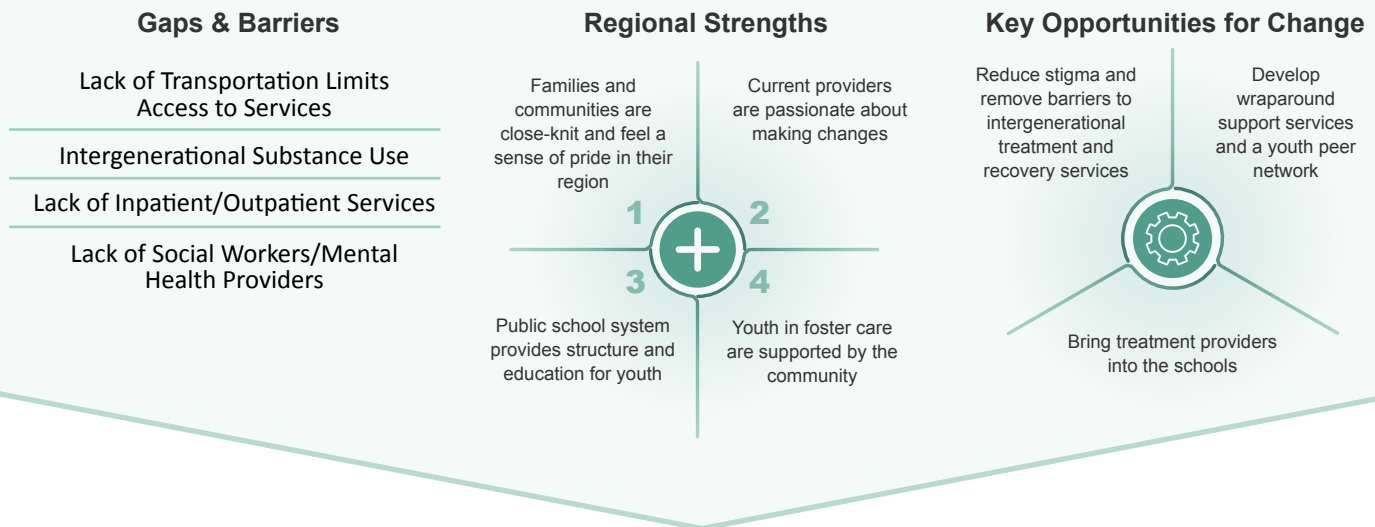 Gaps & Barriers
Lack of Transportation Limits
Access to Services
Intergenerational Substance Use
Lack of Inpatient/Outpatient Services
Lack of Social Workers/Mental
Health Providers
Regional Strengths
Families and
communities are
close-knit and feel a
sense of pride in their
region
1
Current providers
are passionate about
making changes
2
3
Public school system
provides structure and
education for youth
4
Youth in foster care
are supported by the
community
Key Opportunities for Change
Reduce stigma and
remove barriers to
intergenerational
treatment and
recovery services
Develop
wraparound
support services
and a youth peer
network
Bring treatment providers
into the schools